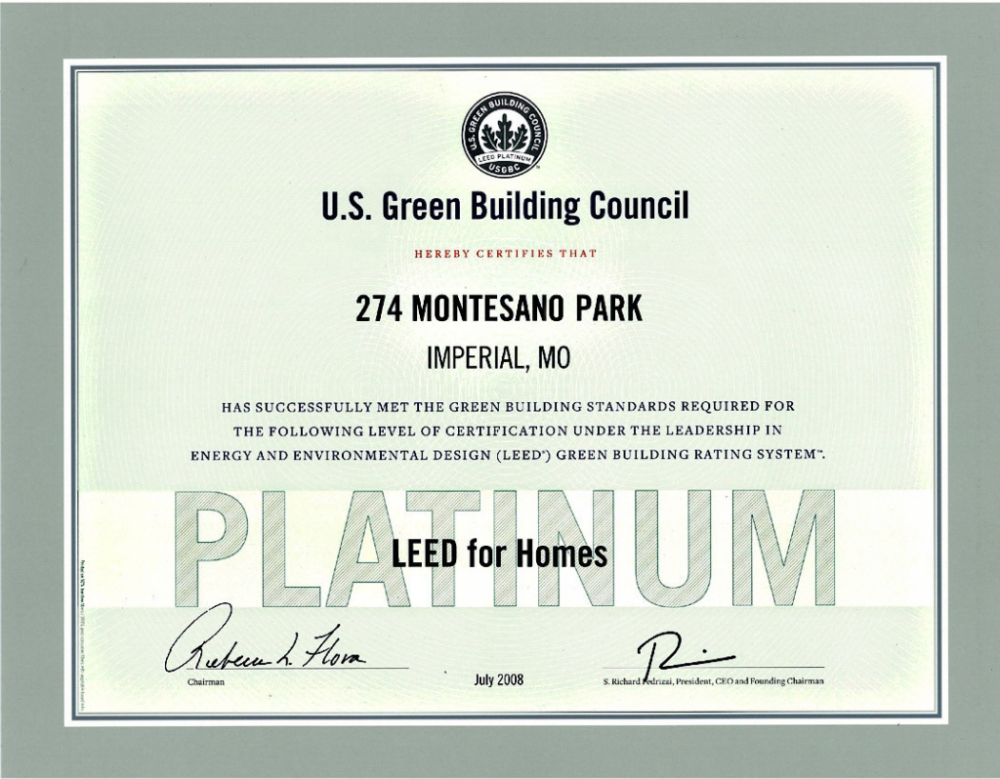 U.S. GREEN BUILDING COUNCIL
LEED PLATINUM
USGBC
U.S. Green Building Council
HEREBY CERTIFIES THAT
274 MONTESANO PARK
IMPERIAL, MO
HAS SUCCESSFULLY MET THE GREEN BUILDING STANDARDS REQUIRED FOR
THE FOLLOWING LEVEL OF CERTIFICATION UNDER THE LEADERSHIP IN
ENERGY AND ENVIRONMENTAL DESIGN (LEED®) GREEN BUILDING RATING SYSTEM™.
PLATINUM
LEED for Homes
Rebecca L. Flora
Chairman
July 2008
S. Richard Fedrizzi, President, CEO and Founding Chairman